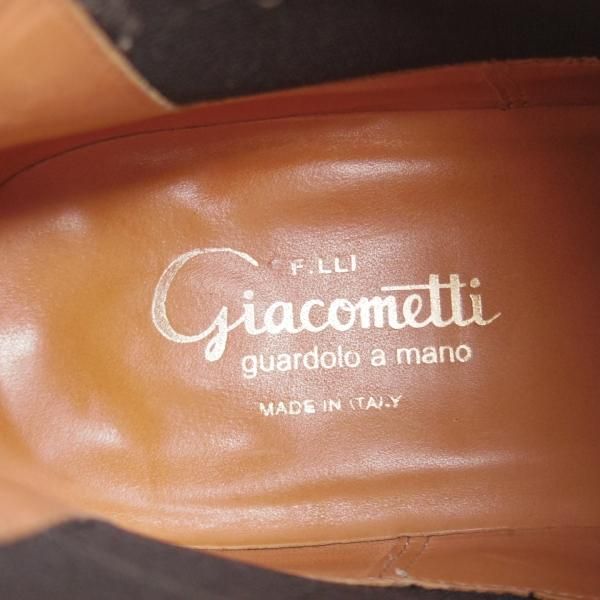 F.LLI
Giacometti
guardolo a mano
MADE IN ITALY